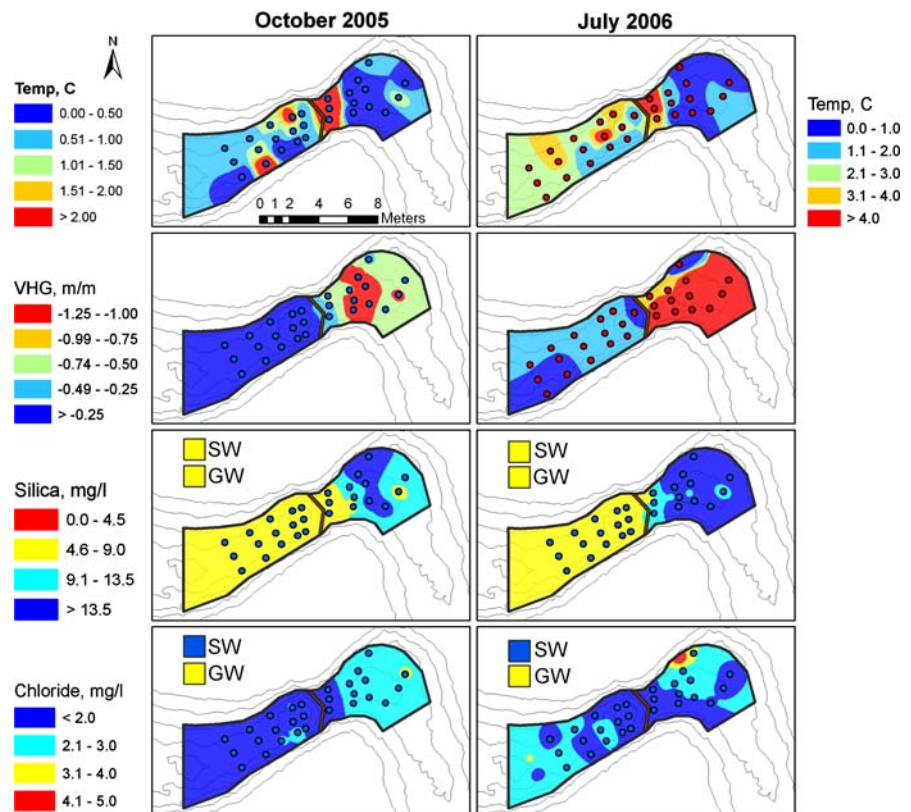 October 2005
July 2006
N
Temp, C
0.00 - 0.50
0.51 - 1.00
1.01 - 1.50
1.51 - 2.00
> 2.00
0 1 2 4 6 8
Meters
Temp, C
0.0 - 1.0
1.1 - 2.0
2.1 - 3.0
3.1 - 4.0
> 4.0
VHG, m/m
-1.25 - -1.00
-0.99 - -0.75
-0.74 - -0.50
-0.49 - -0.25
> -0.25
SW
GW
SW
GW
Silica, mg/l
0.0 - 4.5
4.6 - 9.0
9.1 - 13.5
> 13.5
SW
GW
SW
GW
Chloride, mg/l
< 2.0
2.1 - 3.0
3.1 - 4.0
4.1 - 5.0